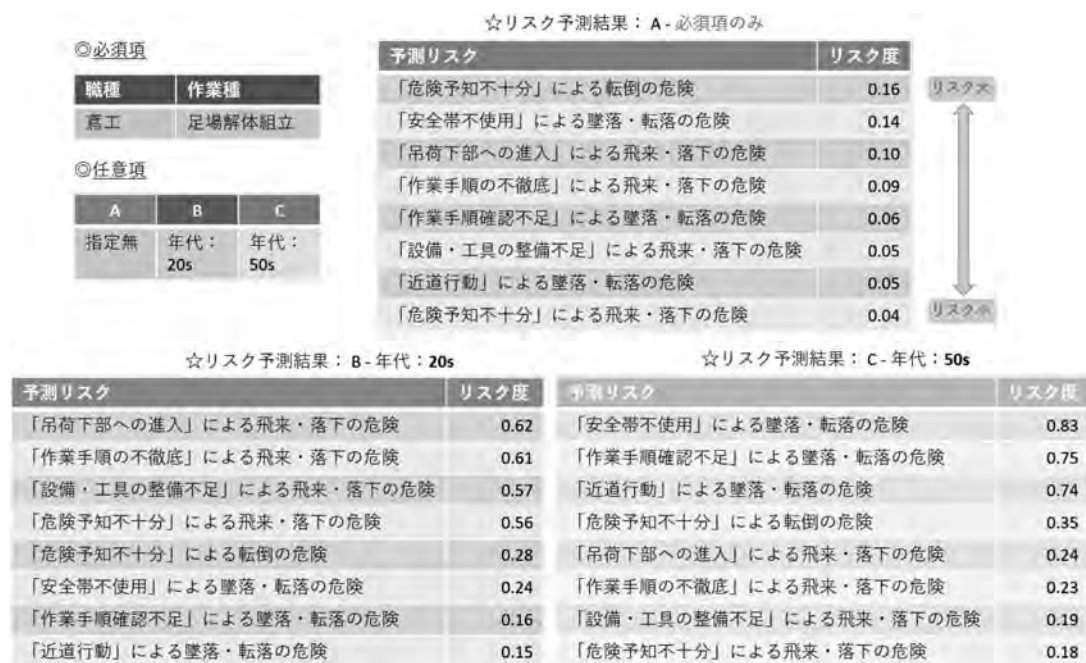 ☆リスク予測結果：A - 必須項のみ
◎必須項
職種 作業種
鳶工 足場解体組立
◎任意項
A B C
指定無 年代：20s 年代：50s
予測リスク リスク度
「危険予知不十分」による転倒の危険 0.16
「安全帯不使用」による墜落・転落の危険 0.14
「吊荷下部への進入」による飛来・落下の危険 0.10
「作業手順の不徹底」による飛来・落下の危険 0.09
「作業手順確認不足」による墜落・転落の危険 0.06
「設備・工具の整備不足」による飛来・落下の危険 0.05
「近道行動」による墜落・転落の危険 0.05
「危険予知不十分」による飛来・落下の危険 0.04
リスク大
リスク小
☆リスク予測結果：B - 年代：20s
予測リスク リスク度
「吊荷下部への進入」による飛来・落下の危険 0.62
「作業手順の不徹底」による飛来・落下の危険 0.61
「設備・工具の整備不足」による飛来・落下の危険 0.57
「危険予知不十分」による飛来・落下の危険 0.56
「危険予知不十分」による転倒の危険 0.28
「安全帯不使用」による墜落・転落の危険 0.24
「作業手順確認不足」による墜落・転落の危険 0.16
「近道行動」による墜落・転落の危険 0.15
☆リスク予測結果：C - 年代：50s
予測リスク リスク度
「安全帯不使用」による墜落・転落の危険 0.83
「作業手順確認不足」による墜落・転落の危険 0.75
「近道行動」による墜落・転落の危険 0.74
「危険予知不十分」による転倒の危険 0.35
「吊荷下部への進入」による飛来・落下の危険 0.24
「作業手順の不徹底」による飛来・落下の危険 0.23
「設備・工具の整備不足」による飛来・落下の危険 0.19
「危険予知不十分」による飛来・落下の危険 0.18